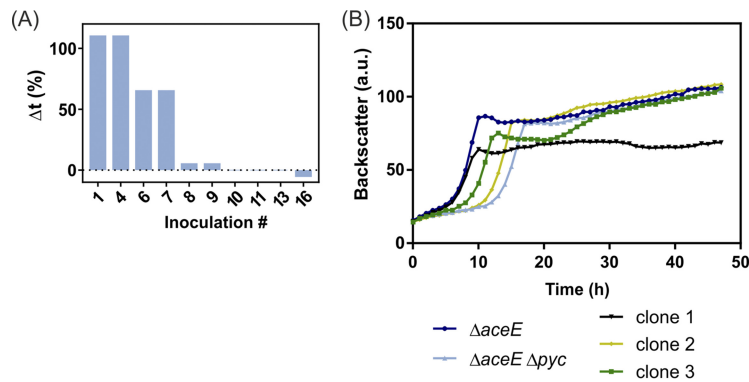 (A)
Δt (%)
100
50
0
1 4 6 7 8 9 10 11 13 16
Inoculation #
(B)
Backscatter (a.u.)
150
100
50
0
0 10 20 30 40 50
Time (h)
ΔaceE
ΔaceE Δpyc
clone 1
clone 2
clone 3